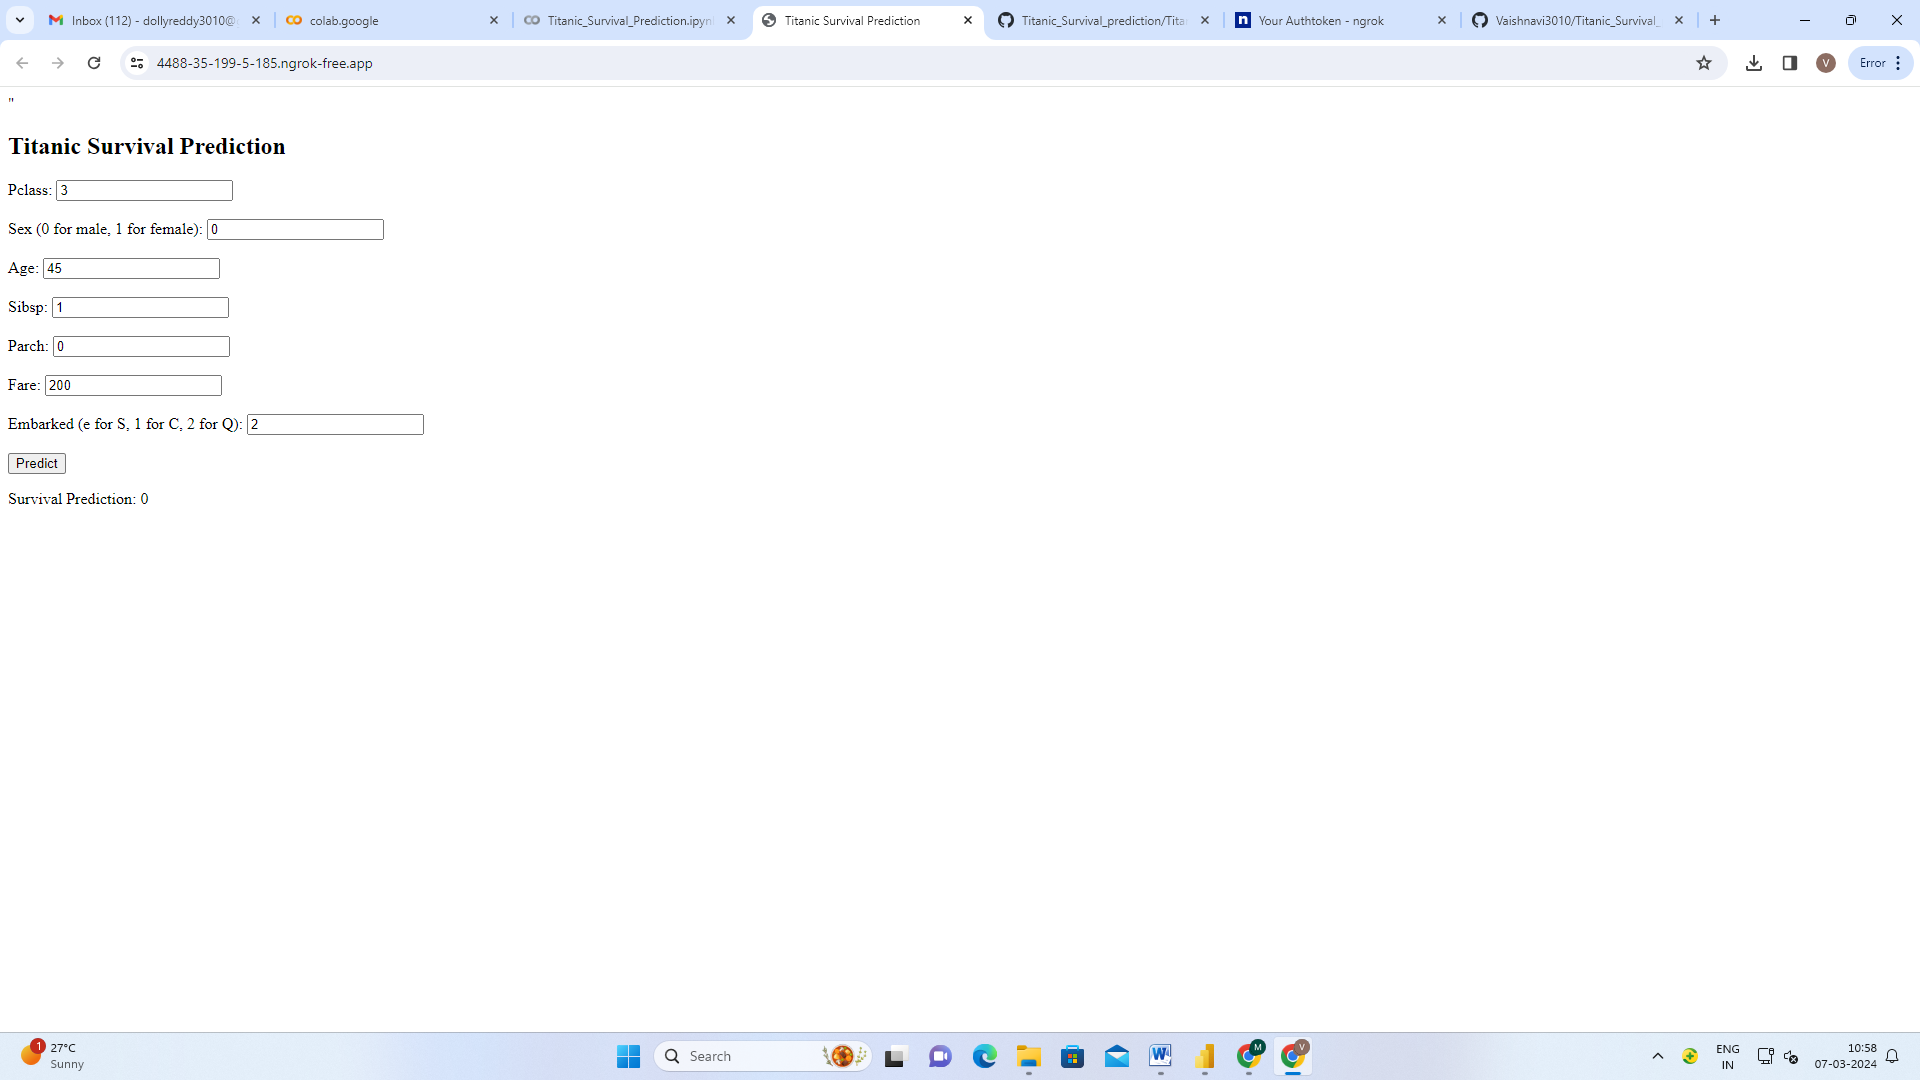 Inbox (112) - dollyreddy3010@
colab.google
Titanic_Survival_Prediction.ipyn
Titanic Survival Prediction
Titanic_Survival_prediction/Tita
Your Authtoken - ngrok
Vaishnavi3010/Titanic_Survival_
4488-35-199-5-185.ngrok-free.app
V
Error
"
Titanic Survival Prediction
Pclass: 3
Sex (0 for male, 1 for female): 0
Age: 45
Sibsp: 1
Parch: 0
Fare: 200
Embarked (e for S, 1 for C, 2 for Q): 2
Predict
Survival Prediction: 0
1
27°C
Sunny
Search
M
V
ENG
IN
10:58
07-03-2024